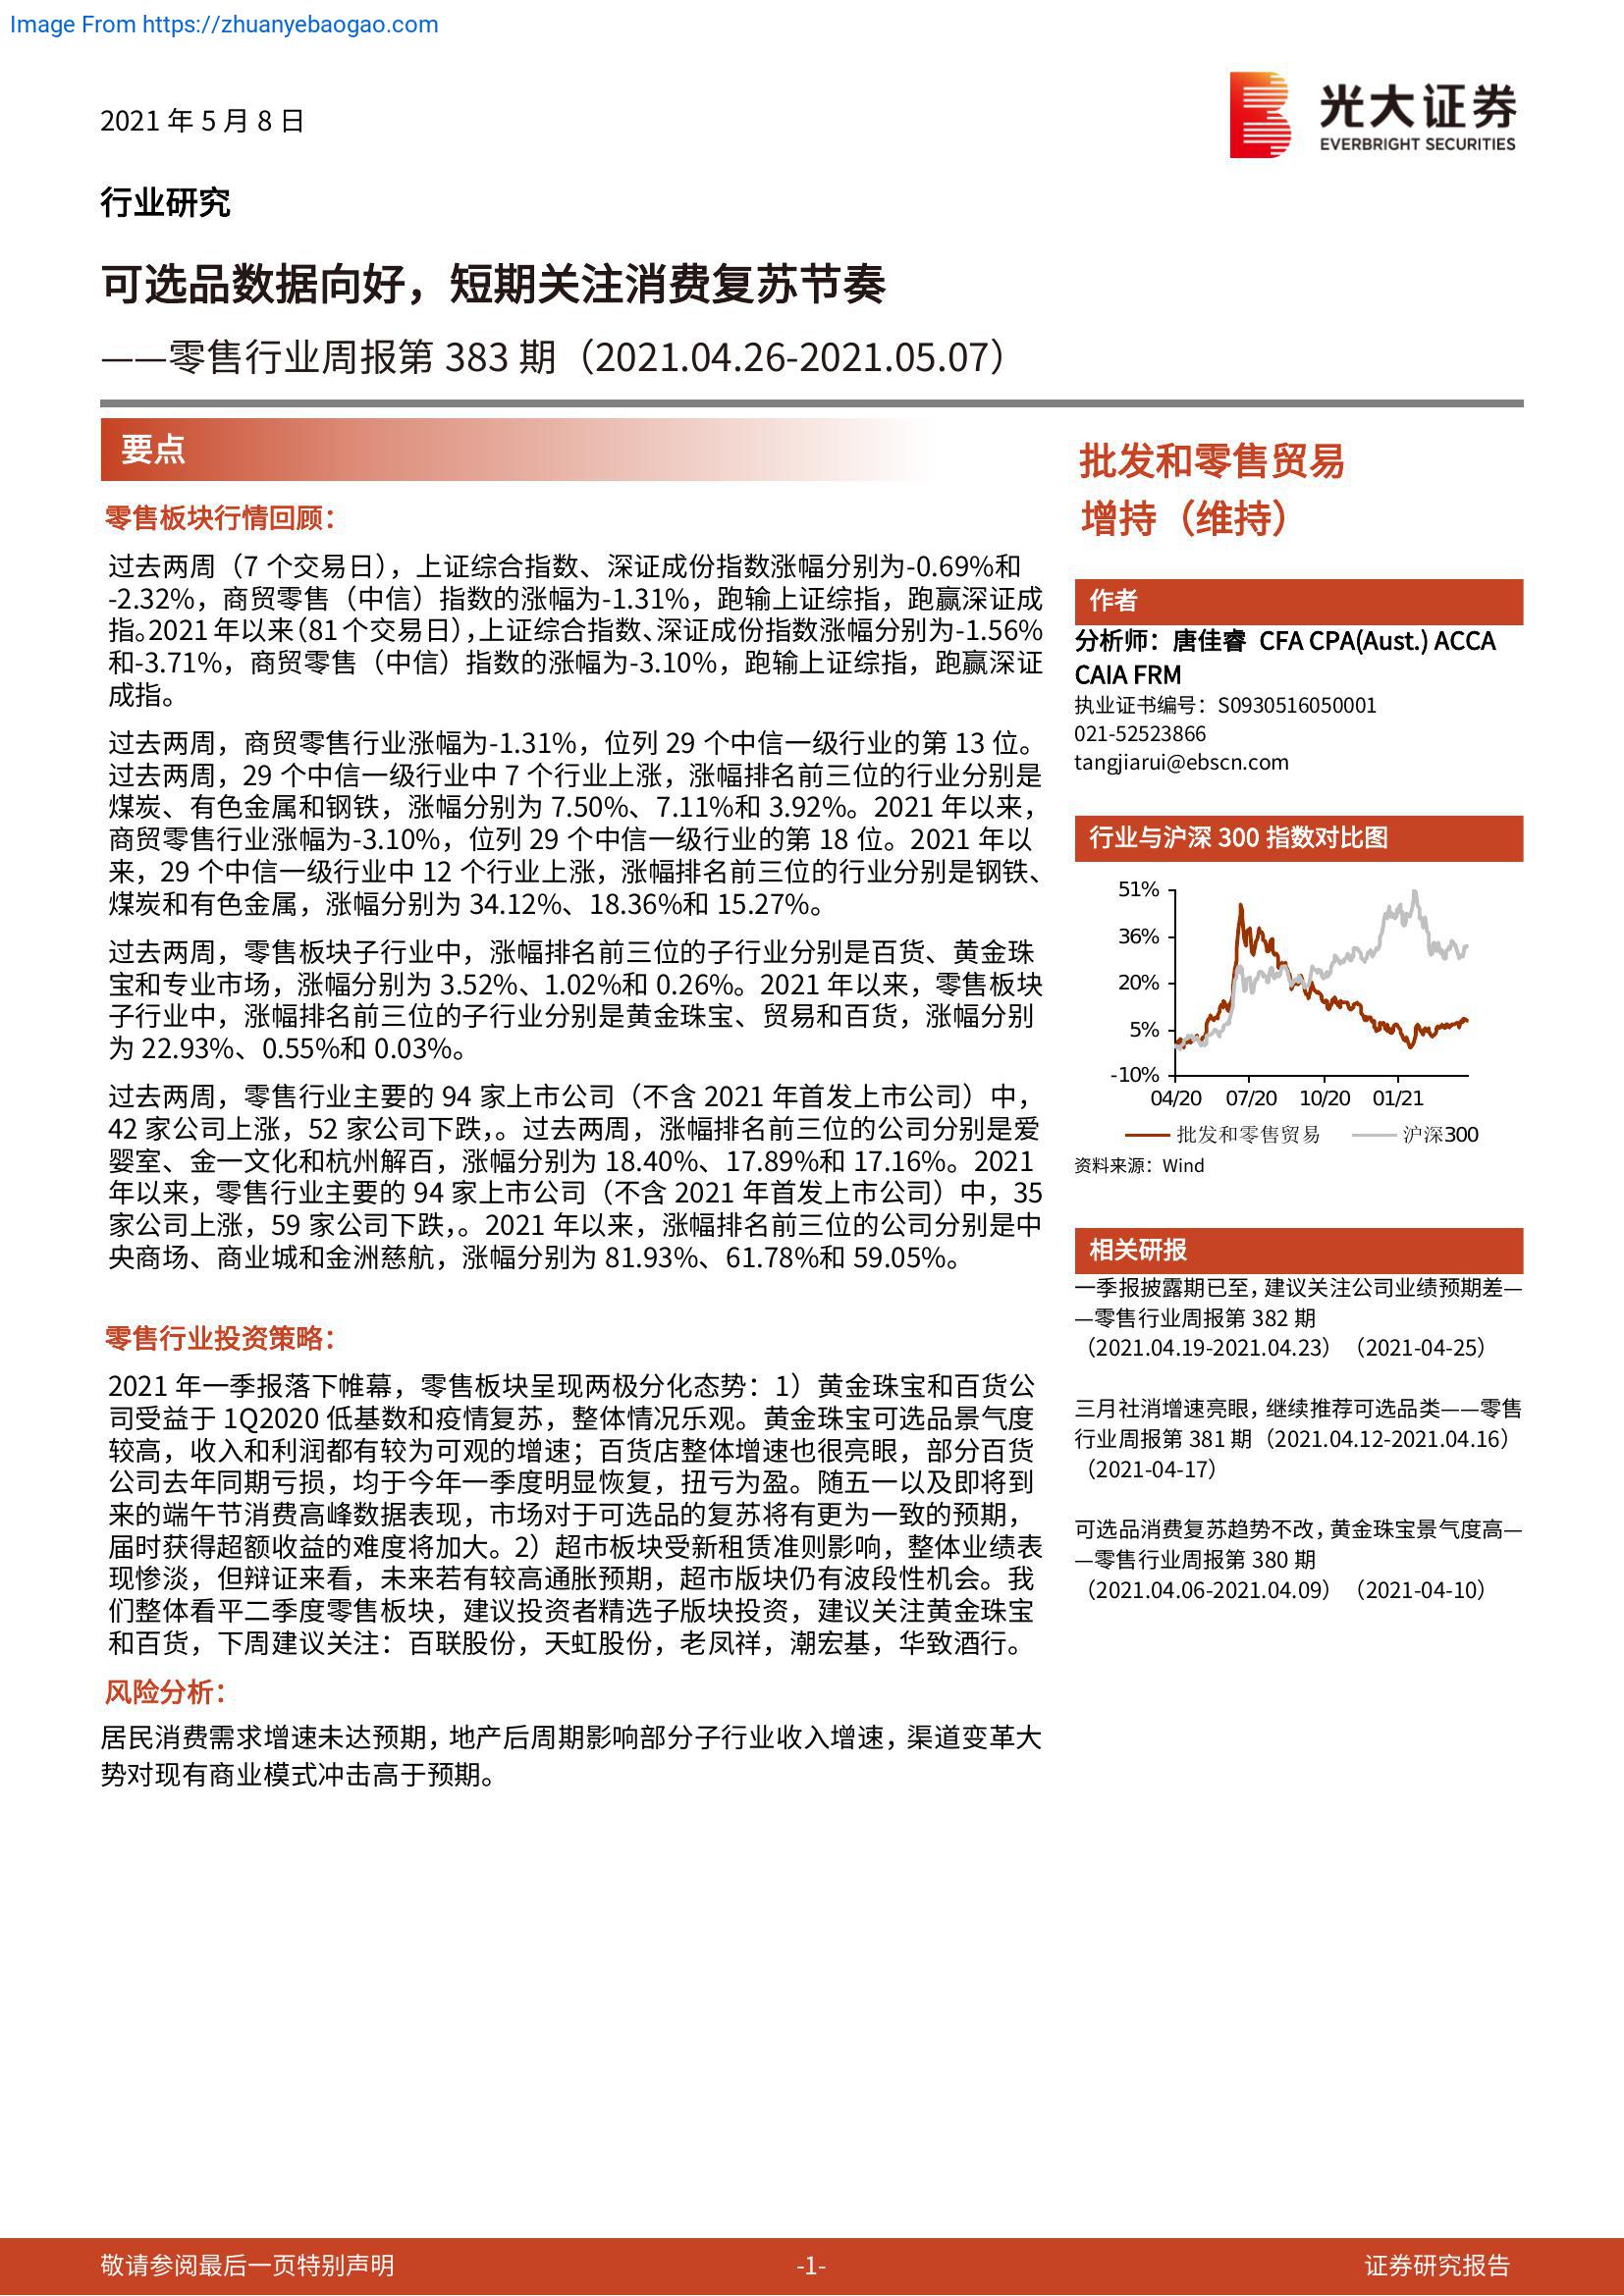 Image From https://zhuanyebaogao.com
2021 年 5 月 8 日
光大证券
EVERBRIGHT SECURITIES
行业研究
可选品数据向好，短期关注消费复苏节奏
——零售行业周报第 383 期（2021.04.26-2021.05.07）
要点
零售板块行情回顾：
过去两周（7 个交易日），上证综合指数、深证成份指数涨幅分别为-0.69%和
-2.32%，商贸零售（中信）指数的涨幅为-1.31%，跑输上证综指，跑赢深证成
指。2021 年以来（81 个交易日），上证综合指数、深证成份指数涨幅分别为-1.56%
和-3.71%，商贸零售（中信）指数的涨幅为-3.10%，跑输上证综指，跑赢深证
成指。
过去两周，商贸零售行业涨幅为-1.31%，位列 29 个中信一级行业的第 13 位。
过去两周，29 个中信一级行业中 7 个行业上涨，涨幅排名前三位的行业分别是
煤炭、有色金属和钢铁，涨幅分别为 7.50%、7.11%和 3.92%。2021 年以来，
商贸零售行业涨幅为-3.10%，位列 29 个中信一级行业的第 18 位。2021 年以
来，29 个中信一级行业中 12 个行业上涨，涨幅排名前三位的行业分别是钢铁、
煤炭和有色金属，涨幅分别为 34.12%、18.36%和 15.27%。
过去两周，零售板块子行业中，涨幅排名前三位的子行业分别是百货、黄金珠
宝和专业市场，涨幅分别为 3.52%、1.02%和 0.26%。2021 年以来，零售板块
子行业中，涨幅排名前三位的子行业分别是黄金珠宝、贸易和百货，涨幅分别
为 22.93%、0.55%和 0.03%。
过去两周，零售行业主要的 94 家上市公司（不含 2021 年首发上市公司）中，
42 家公司上涨，52 家公司下跌，。过去两周，涨幅排名前三位的公司分别是爱
婴室、金一文化和杭州解百，涨幅分别为 18.40%、17.89%和 17.16%。2021
年以来，零售行业主要的 94 家上市公司（不含 2021 年首发上市公司）中，35
家公司上涨，59 家公司下跌，。2021 年以来，涨幅排名前三位的公司分别是中
央商场、商业城和金洲慈航，涨幅分别为 81.93%、61.78%和 59.05%。
零售行业投资策略：
2021 年一季报落下帷幕，零售板块呈现两极分化态势：1）黄金珠宝和百货公
司受益于 1Q2020 低基数和疫情复苏，整体情况乐观。黄金珠宝可选品景气度
较高，收入和利润都有较为可观的增速；百货店整体增速也很亮眼，部分百货
公司去年同期亏损，均于今年一季度明显恢复，扭亏为盈。随五一以及即将到
来的端午节消费高峰数据表现，市场对于可选品的复苏将有更为一致的预期，
届时获得超额收益的难度将加大。2）超市板块受新租赁准则影响，整体业绩表
现惨淡，但辩证来看，未来若有较高通胀预期，超市版块仍有波段性机会。我
们整体看平二季度零售板块，建议投资者精选子版块投资，建议关注黄金珠宝
和百货，下周建议关注：百联股份，天虹股份，老凤祥，潮宏基，华致酒行。
风险分析：
居民消费需求增速未达预期，地产后周期影响部分子行业收入增速，渠道变革大
势对现有商业模式冲击高于预期。
批发和零售贸易
增持（维持）
作者
分析师：唐佳睿 CFA CPA(Aust.) ACCA
CAIA FRM
执业证书编号：S0930516050001
021-52523866
tangjiarui@ebscn.com
行业与沪深 300 指数对比图
51%
36%
20%
5%
-10%
04/20 07/20 10/20 01/21
批发和零售贸易 沪深300
资料来源：Wind
相关研报
一季报披露期已至，建议关注公司业绩预期差—
—零售行业周报第 382 期
（2021.04.19-2021.04.23）（2021-04-25）
三月社消增速亮眼，继续推荐可选品类——零售
行业周报第 381 期（2021.04.12-2021.04.16）
（2021-04-17）
可选品消费复苏趋势不改，黄金珠宝景气度高—
—零售行业周报第 380 期
（2021.04.06-2021.04.09）（2021-04-10）
敬请参阅最后一页特别声明
-1-
证券研究报告